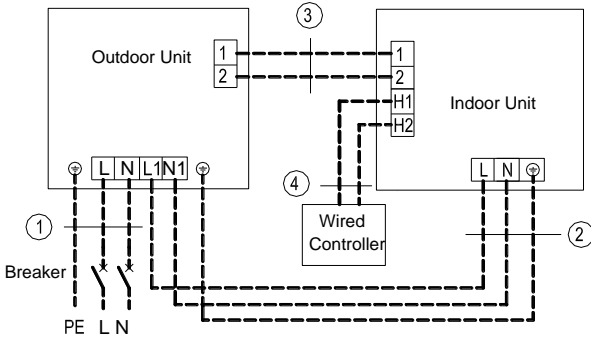 3
Outdoor Unit
1
2
1
2
H1
H2
Indoor Unit
L N L1 N1
L N
4
1
Wired
Controller
2
Breaker
PE L N